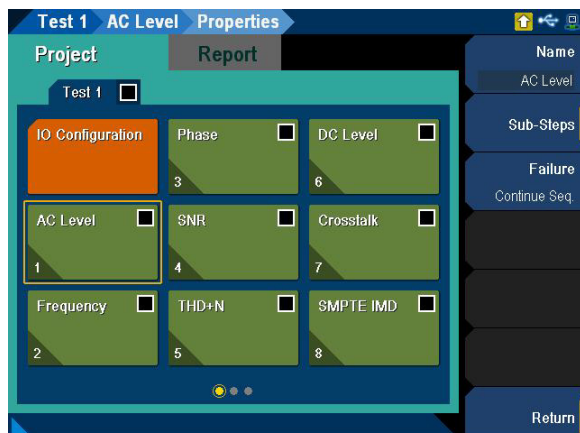 Test 1 AC Level Properties
Project
Report
Test 1
IO Configuration
Phase
3
DC Level
6
AC Level
1
SNR
4
Crosstalk
7
Frequency
2
THD+N
5
SMPTE IMD
8
Name
AC Level
Sub-Steps
Failure
Continue Seq.
Return